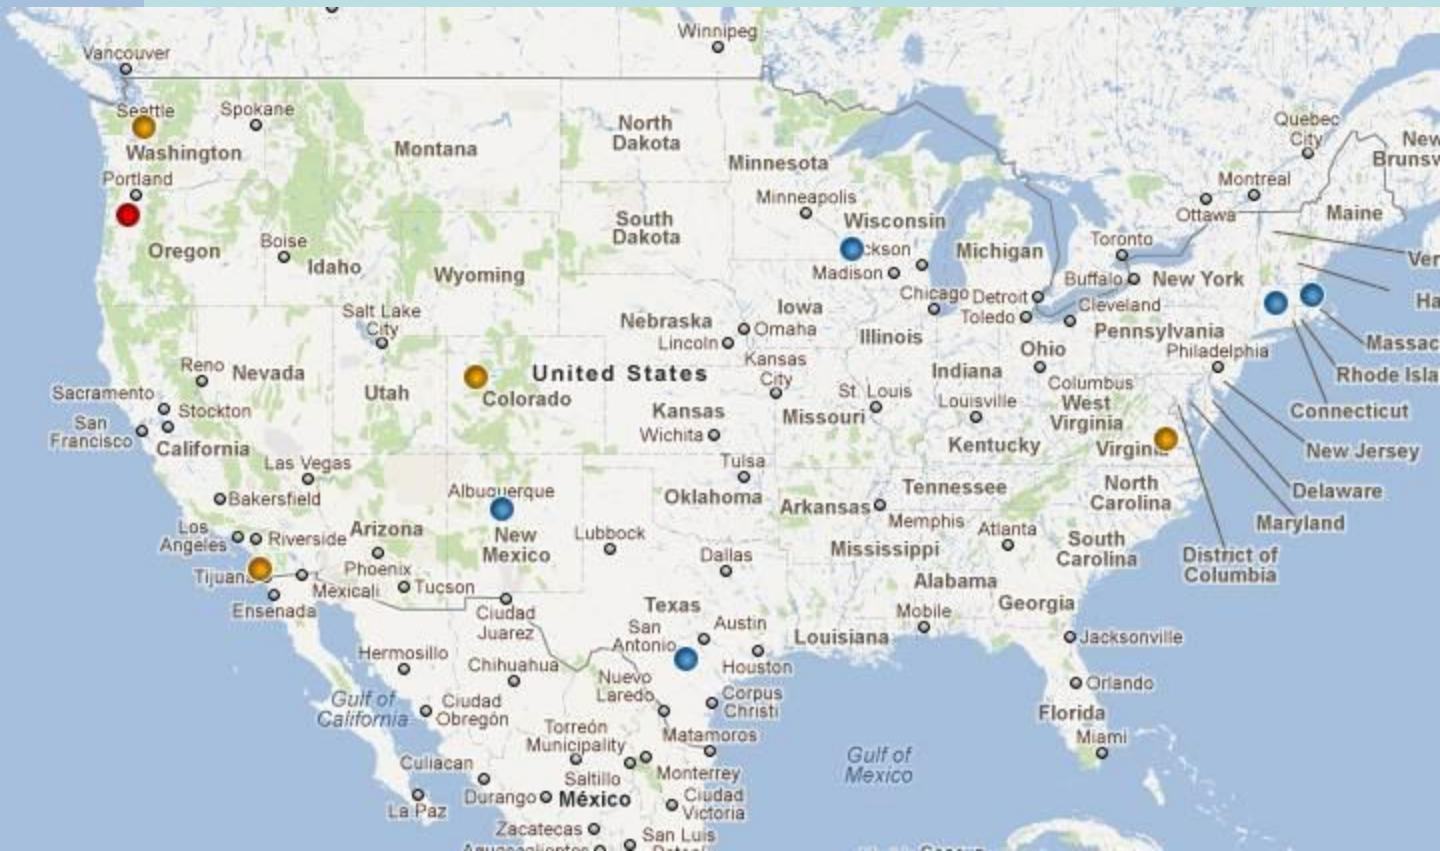 Winnipeg
Vancouver
Seattle
Spokane
Washington
Portland
Oregon
Boise
Idaho
Montana
North
Dakota
South
Dakota
Wyoming
Minnesota
Minneapolis
Wisconsin
ckson
Madison
Michigan
Quebec
City
New
Brunsw
Montreal
Ottawa
Maine
Toronto
Buffalo
New York
Ver
Ha
Massac
Rhode Isla
Connecticut
New Jersey
Delaware
Maryland
District of
Columbia
Salt Lake
City
Reno
Nevada
Utah
Sacramento
Stockton
San
Francisco
California
Las Vegas
Bakersfield
Los
Angeles
Riverside
Tijuana
Mexicali
Ensenada
Arizona
Phoenix
Tucson
United States
Colorado
Nebraska
Lincoln
Omaha
Iowa
Chicago
Detroit
Toledo
Cleveland
Illinois
Pennsylvania
Philadelphia
Ohio
Indiana
Columbus
West
Virginia
Kansas
City
Kansas
Wichita
St. Louis
Missouri
Louisville
Kentucky
Virginia
Tulsa
Oklahoma
Arkansas
Memphis
Tennessee
North
Carolina
South
Carolina
Atlanta
Albuquerque
New
Mexico
Lubbock
Dallas
Mississippi
Alabama
Georgia
Mobile
Texas
Austin
San
Antonio
Houston
Louisiana
Jacksonville
Orlando
Florida
Miami
Ciudad
Juarez
Hermosillo
Chihuahua
Nuevo
Laredo
Corpus
Christi
Gulf of
California
Ciudad
Obregón
Torreón
Municipality
Matamoros
Gulf of
Mexico
Culiacan
Saltillo
Monterrey
La Paz
Durango
México
Ciudad
Victoria
Zacatecas
San Luis